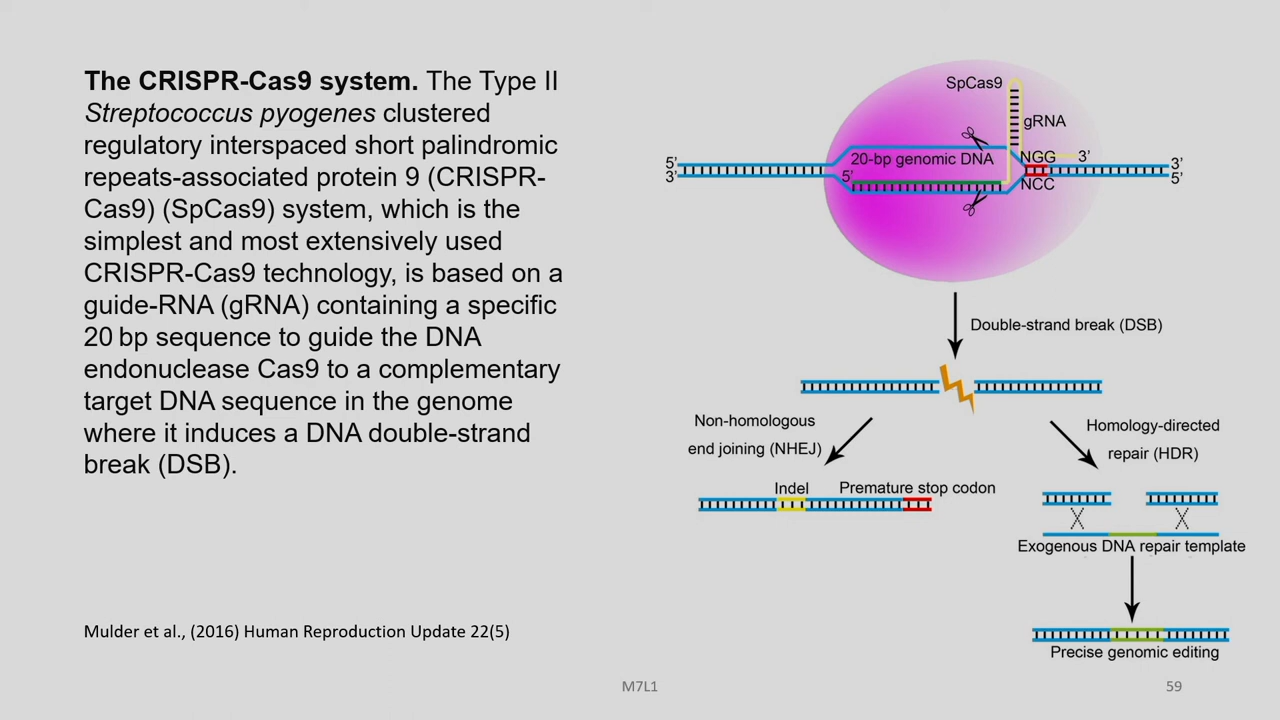 The CRISPR-Cas9 system. The Type II
Streptococcus pyogenes clustered
regulatory interspaced short palindromic
repeats-associated protein 9 (CRISPR-
Cas9) (SpCas9) system, which is the
simplest and most extensively used
CRISPR-Cas9 technology, is based on a
guide-RNA (gRNA) containing a specific
20 bp sequence to guide the DNA
endonuclease Cas9 to a complementary
target DNA sequence in the genome
where it induces a DNA double-strand
break (DSB).
Mulder et al., (2016) Human Reproduction Update 22(5)
SpCas9
gRNA
20-bp genomic DNA
NGG
3'
5'
3'
5'
NCC
3'
5'
Double-strand break (DSB)
Non-homologous
end joining (NHEJ)
Homology-directed
repair (HDR)
Indel
Premature stop codon
Exogenous DNA repair template
Precise genomic editing
M7L1
59